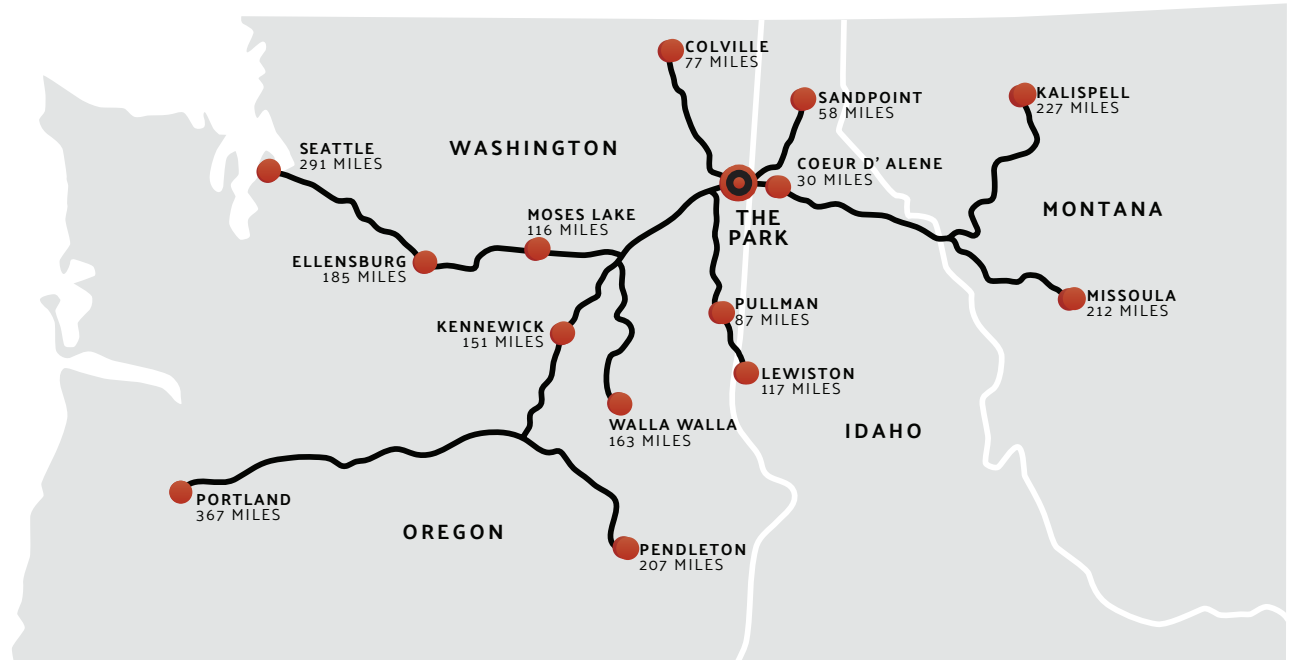 COLVILLE
77 MILES
SANDPOINT
58 MILES
KALISPELL
227 MILES
SEATTLE
291 MILES
WASHINGTON
COEUR D' ALENE
30 MILES
MONTANA
THE
PARK
MOSES LAKE
116 MILES
ELLENSBURG
185 MILES
MISSOULA
212 MILES
PULLMAN
87 MILES
KENNEWICK
151 MILES
LEWISTON
117 MILES
WALLA WALLA
163 MILES
IDAHO
PORTLAND
367 MILES
OREGON
PENDLETON
207 MILES